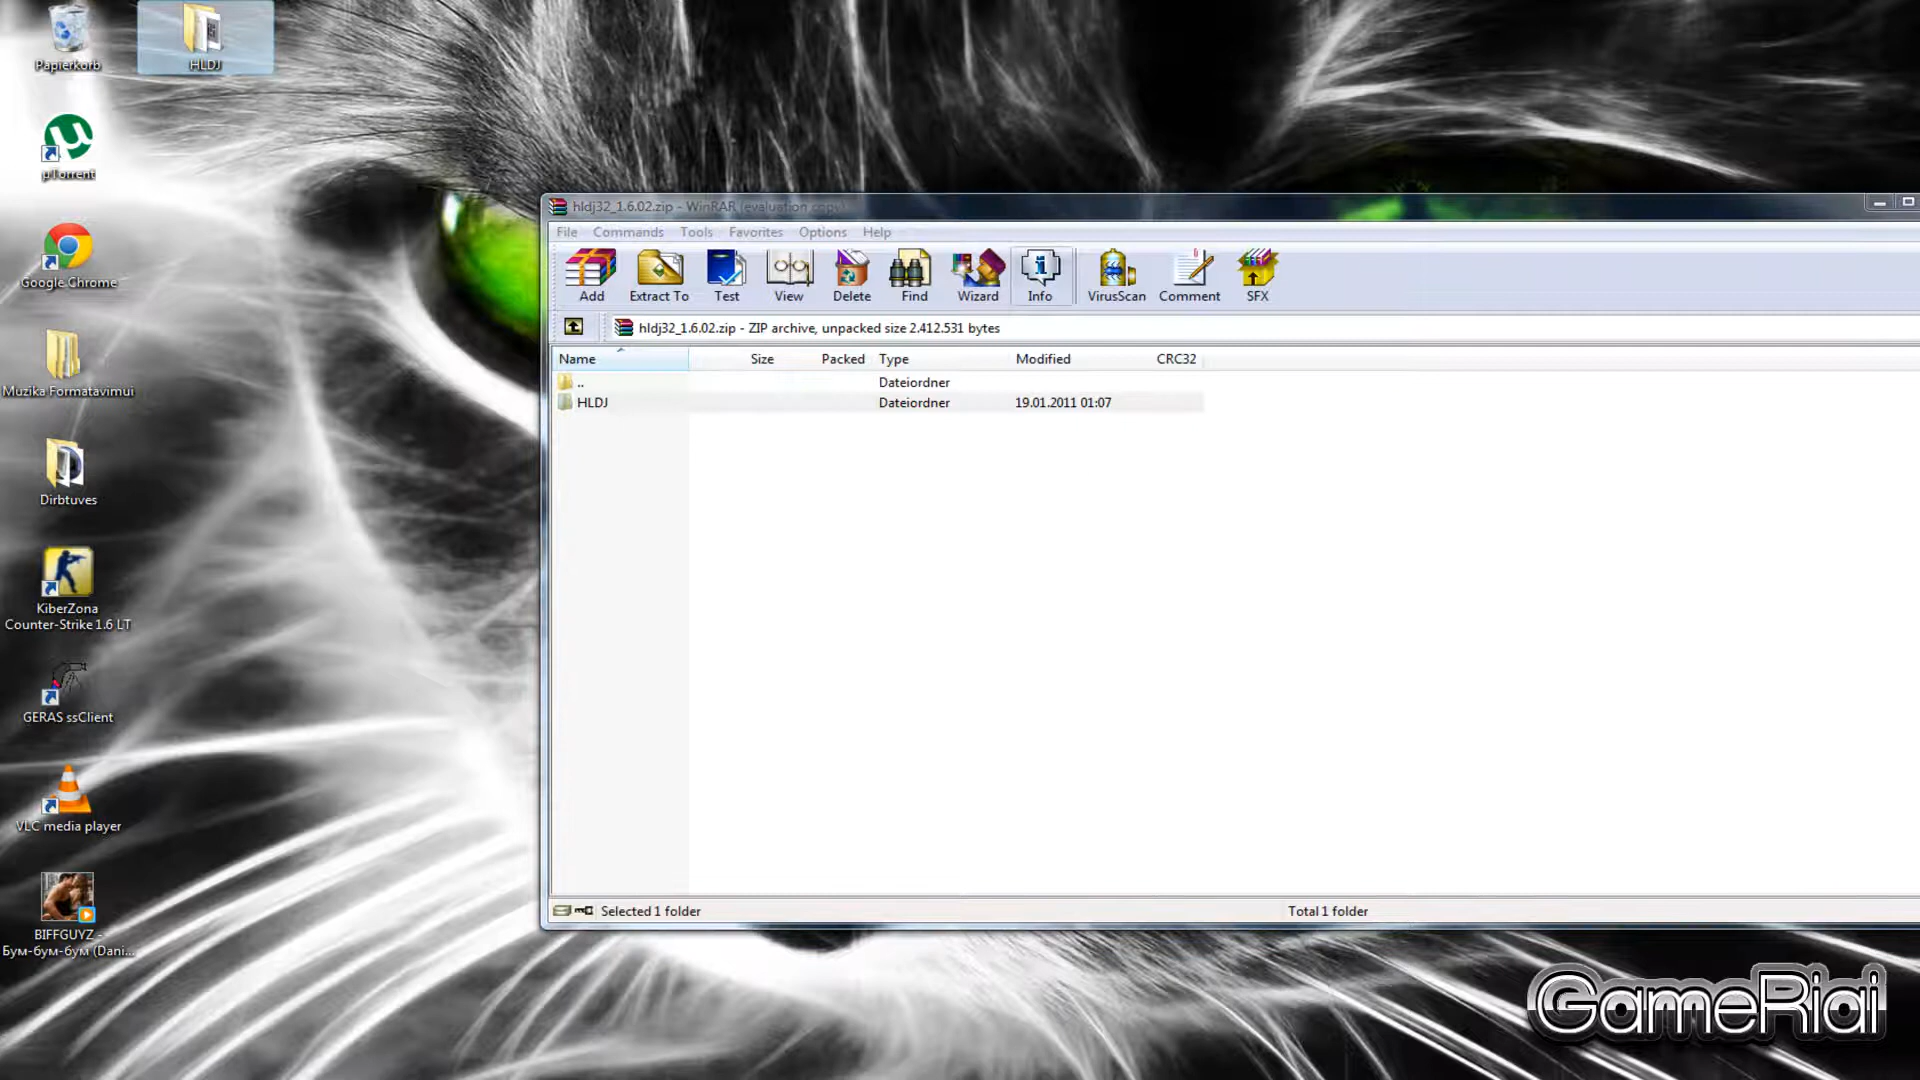 Papierkorb
HLDJ
µTorrent
Google Chrome
Muzika Formatavimui
Dirbtuves
KiberZona
Counter-Strike 1.6 LT
GERAS ssClient
VLC media player
BIFFGUYZ -
Бум-бум-бум (Dani...
hldj32_1.6.02.zip - WinRAR (evaluation copy)
File Commands Tools Favorites Options Help
Add Extract To Test View Delete Find Wizard Info VirusScan Comment SFX
hldj32_1.6.02.zip - ZIP archive, unpacked size 2.412.531 bytes
Name Size Packed Type Modified CRC32
.. Dateiordner
HLDJ Dateiordner 19.01.2011 01:07
Selected 1 folder Total 1 folder
GameRiai